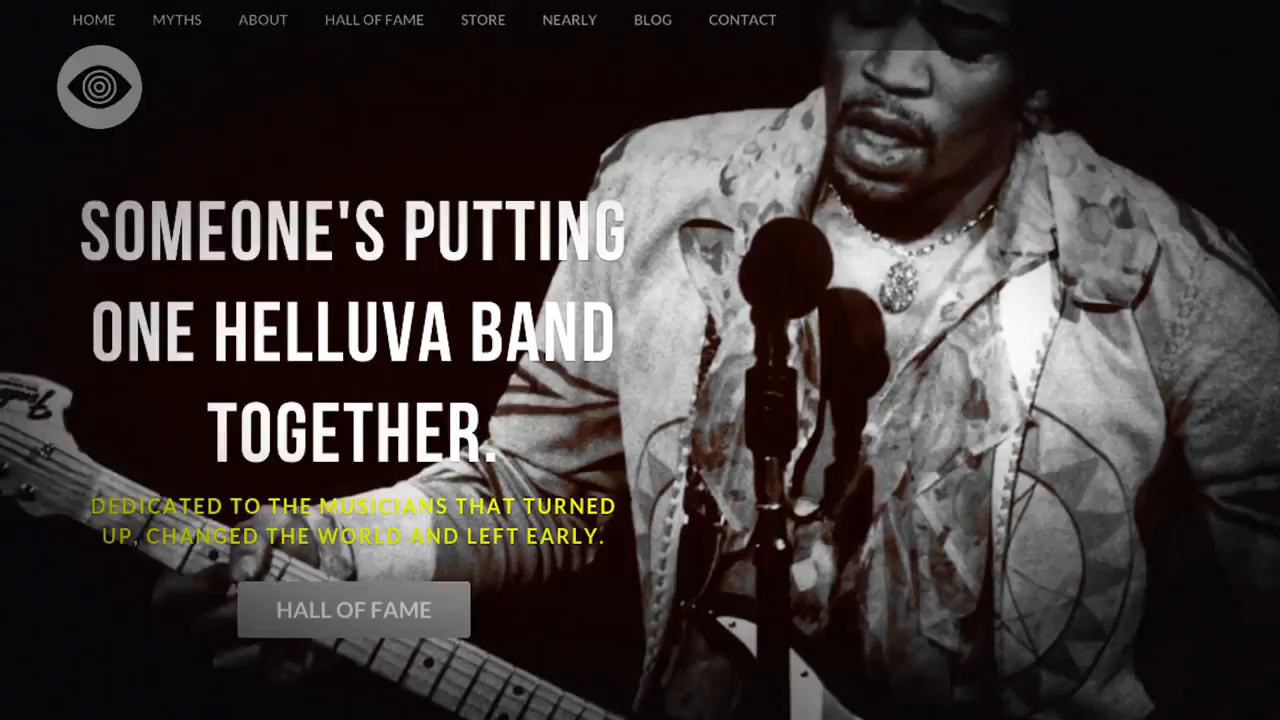 HOME MYTHS ABOUT HALL OF FAME STORE NEARLY BLOG CONTACT
SOMEONE'S PUTTING
ONE HELLUVA BAND
TOGETHER.
DEDICATED TO THE MUSICIANS THAT TURNED
UP, CHANGED THE WORLD AND LEFT EARLY.
HALL OF FAME
Fender